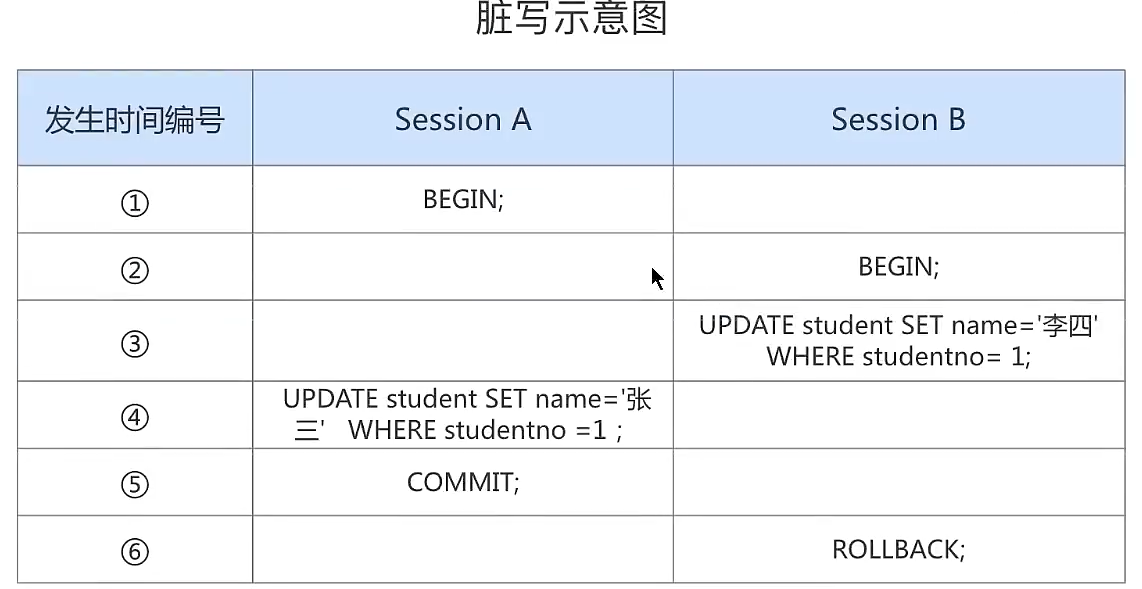 脏写示意图
发生时间编号 Session A Session B
① BEGIN;
② BEGIN;
③ UPDATE student SET name='李四'
WHERE studentno= 1;
④ UPDATE student SET name='张
三' WHERE studentno =1 ;
⑤ COMMIT;
⑥ ROLLBACK;